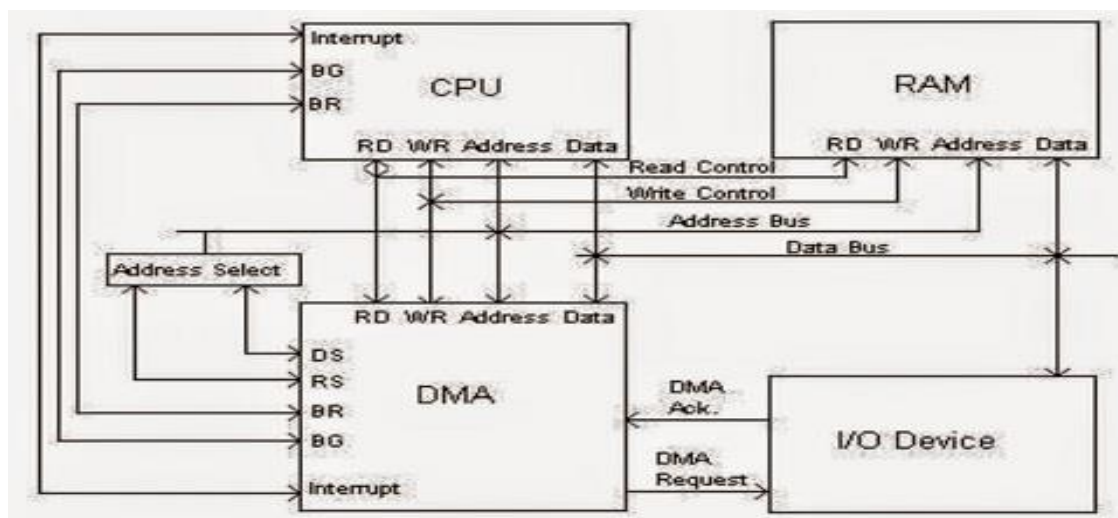 Interrupt
BG
BR
CPU
RD WR Address Data
RAM
RD WR Address Data
Read Control
Write Control
Address Bus
Data Bus
Address Select
RD WR Address Data
DS
RS
BR
BG
Interrupt
DMA
DMA
Ack.
DMA
Request
I/O Device